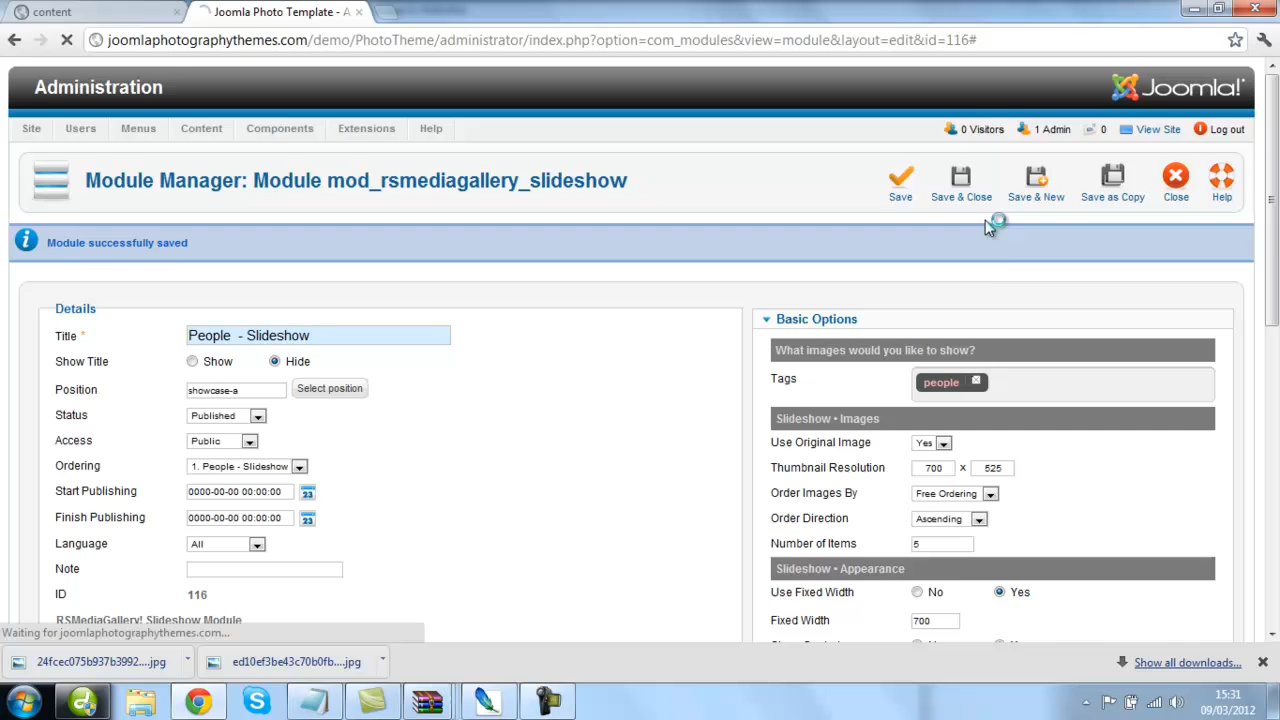 content
Joomla Photo Template - A
joomlaphotographythemes.com/demo/PhotoTheme/administrator/index.php?option=com_modules&view=module&layout=edit&id=116#
Administration
Joomla!
Site Users Menus Content Components Extensions Help
0 Visitors 1 Admin 0 View Site Log out
Module Manager: Module mod_rsmediagallery_slideshow
Save Save & Close Save & New Save as Copy Close Help
Module successfully saved
Details
Title * People - Slideshow
Show Title Show Hide
Position showcase-a Select position
Status Published
Access Public
Ordering 1. People - Slideshow
Start Publishing 0000-00-00 00:00:00 23
Finish Publishing 0000-00-00 00:00:00 23
Language All
Note
ID 116
RSMediaGallery! Slideshow Module
Basic Options
What images would you like to show?
Tags people
Slideshow • Images
Use Original Image Yes
Thumbnail Resolution 700 x 525
Order Images By Free Ordering
Order Direction Ascending
Number of Items 5
Slideshow • Appearance
Use Fixed Width No Yes
Fixed Width 700
Waiting for joomlaphotographythemes.com...
24fcec075b937b3992....jpg
ed10ef3be43c70b0fb....jpg
Show all downloads...
15:31
09/03/2012